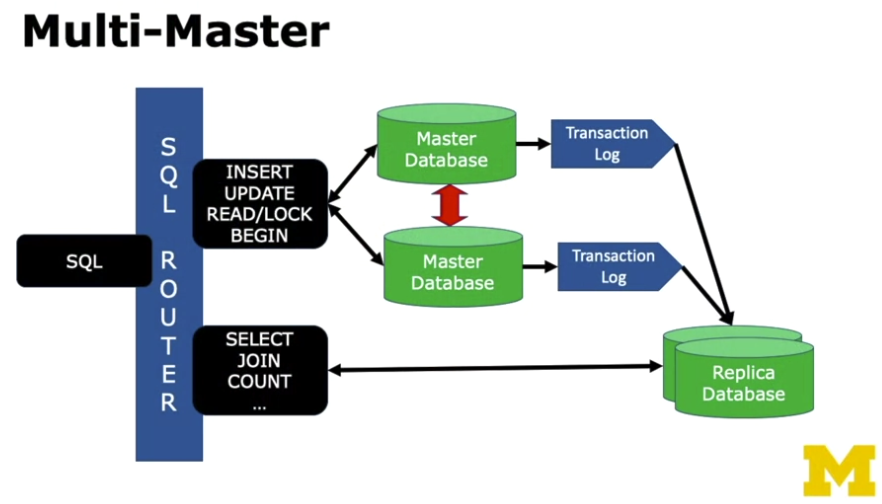 Multi-Master
SQL
SQL ROUTER
INSERT
UPDATE
READ/LOCK
BEGIN
SELECT
JOIN
COUNT
...
Master
Database
Transaction
Log
Master
Database
Transaction
Log
Replica
Database
M